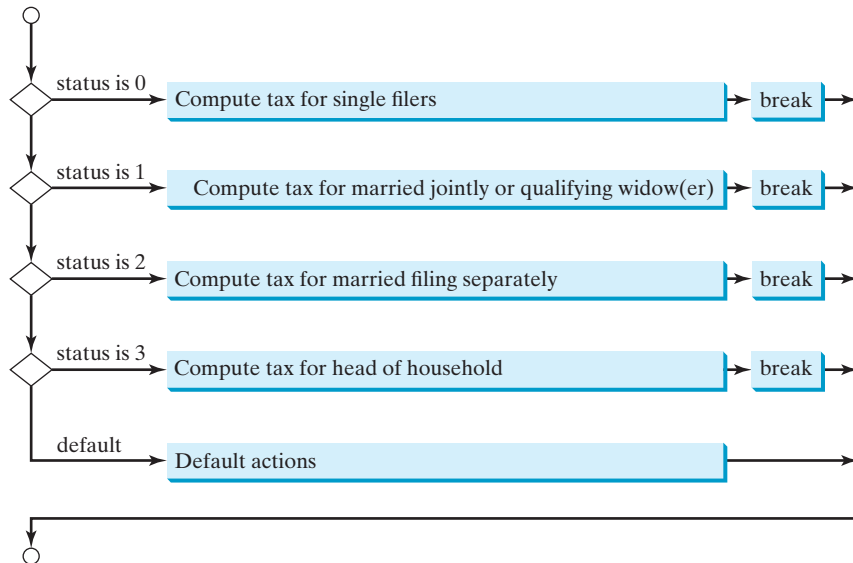 status is 0
Compute tax for single filers
break
status is 1
Compute tax for married jointly or qualifying widow(er)
break
status is 2
Compute tax for married filing separately
break
status is 3
Compute tax for head of household
break
default
Default actions